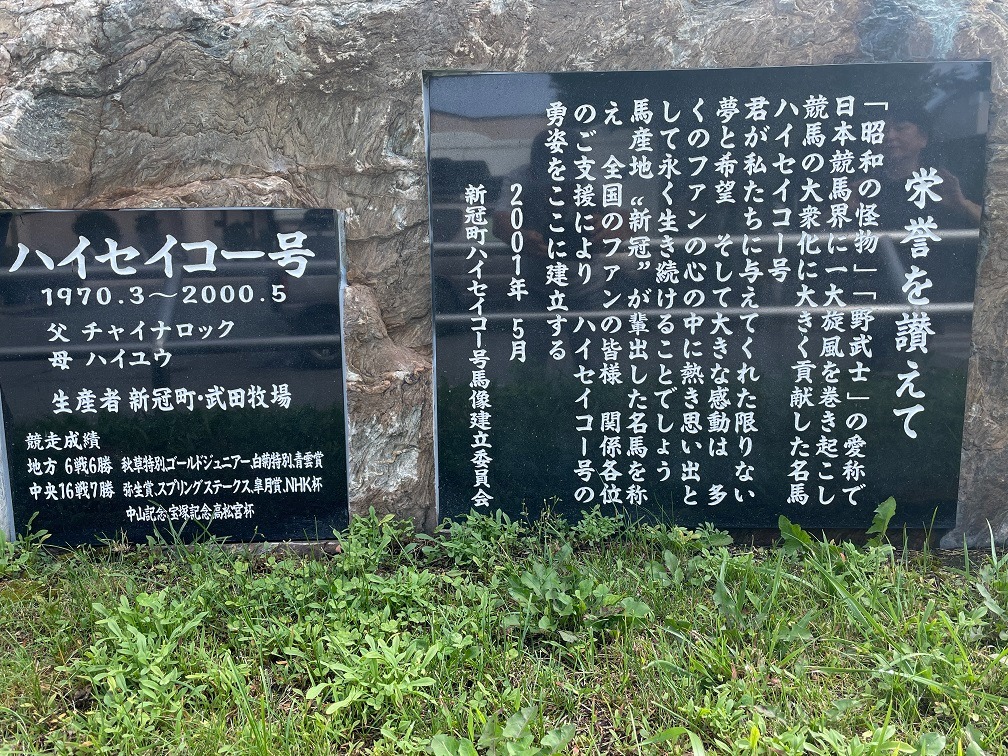 ハイセイコー号
1970.3〜2000.5
父 チャイナロック
母 ハイユウ
生産者 新冠町・武田牧場
競走成績
地方 6戦6勝 秋草特別,ゴールドジュニアー,白菊特別,青雲賞
中央16戦7勝 弥生賞,スプリングステークス,皐月賞,NHK杯
中山記念,宝塚記念,高松宮杯
栄誉を讃えて
「昭和の怪物」「野武士」の愛称で
日本競馬界に一大旋風を巻き起こし
競馬の大衆化に大きく貢献した名馬
ハイセイコー号
君が私たちに与えてくれた限りない
夢と希望 そして大きな感動は 多
くのファンの心の中に熱き思い出と
して永く生き続けることでしょう
馬産地〝新冠〟が輩出した名馬を称
え 全国のファンの皆様 関係各位
のご支援により ハイセイコー号の
勇姿をここに建立する
2001年 5月
新冠町ハイセイコー号馬像建立委員会